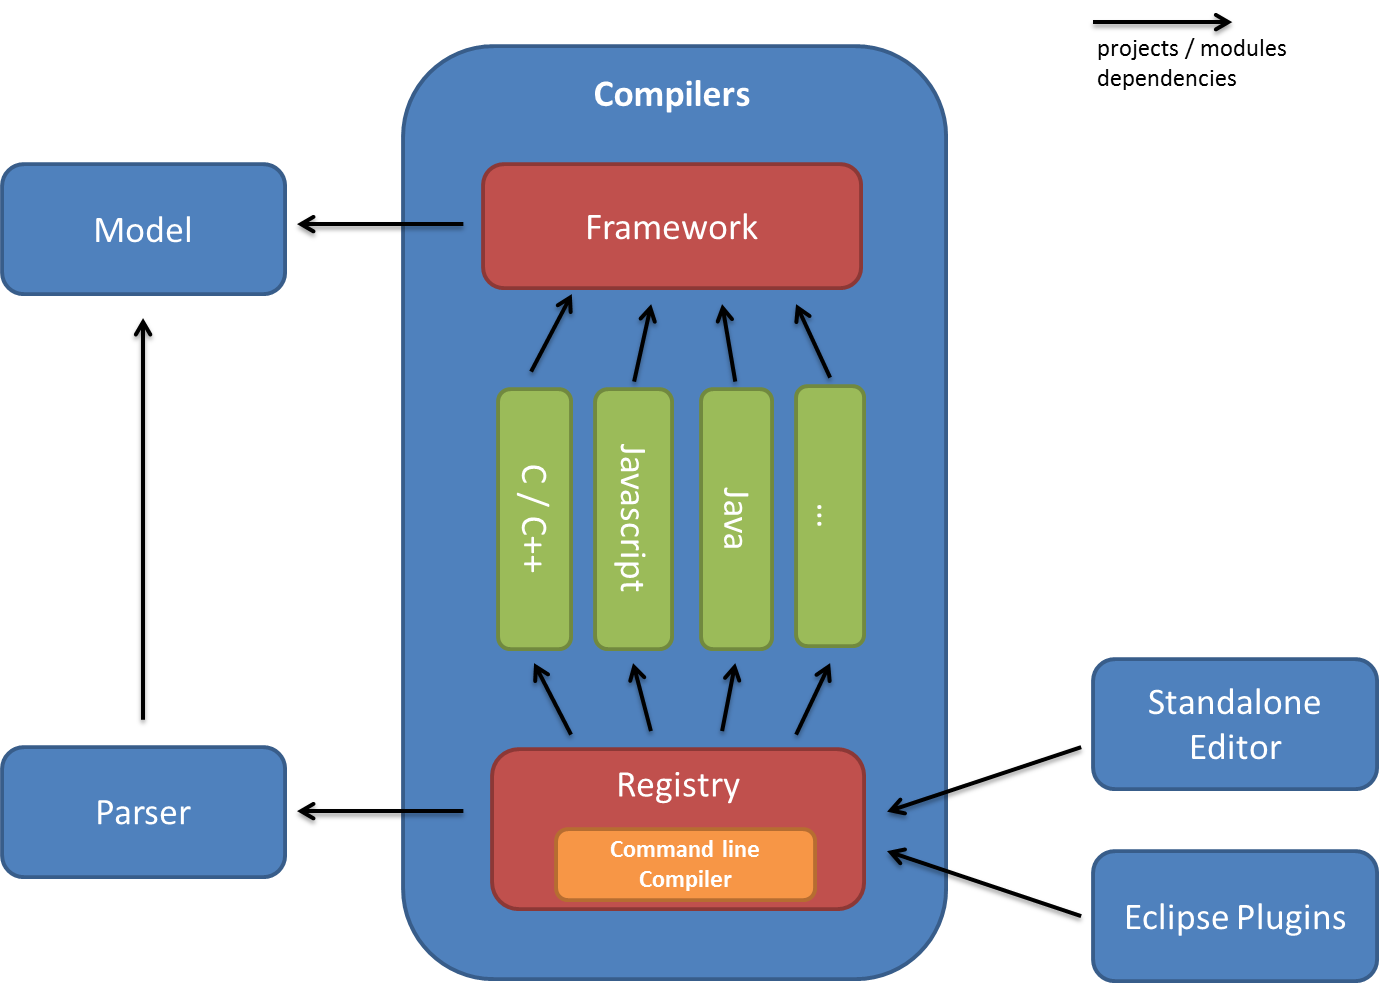 projects / modules
dependencies
Compilers
Model
Framework
C / C++
Javascript
Java
...
Standalone
Editor
Registry
Parser
Command line
Compiler
Eclipse Plugins